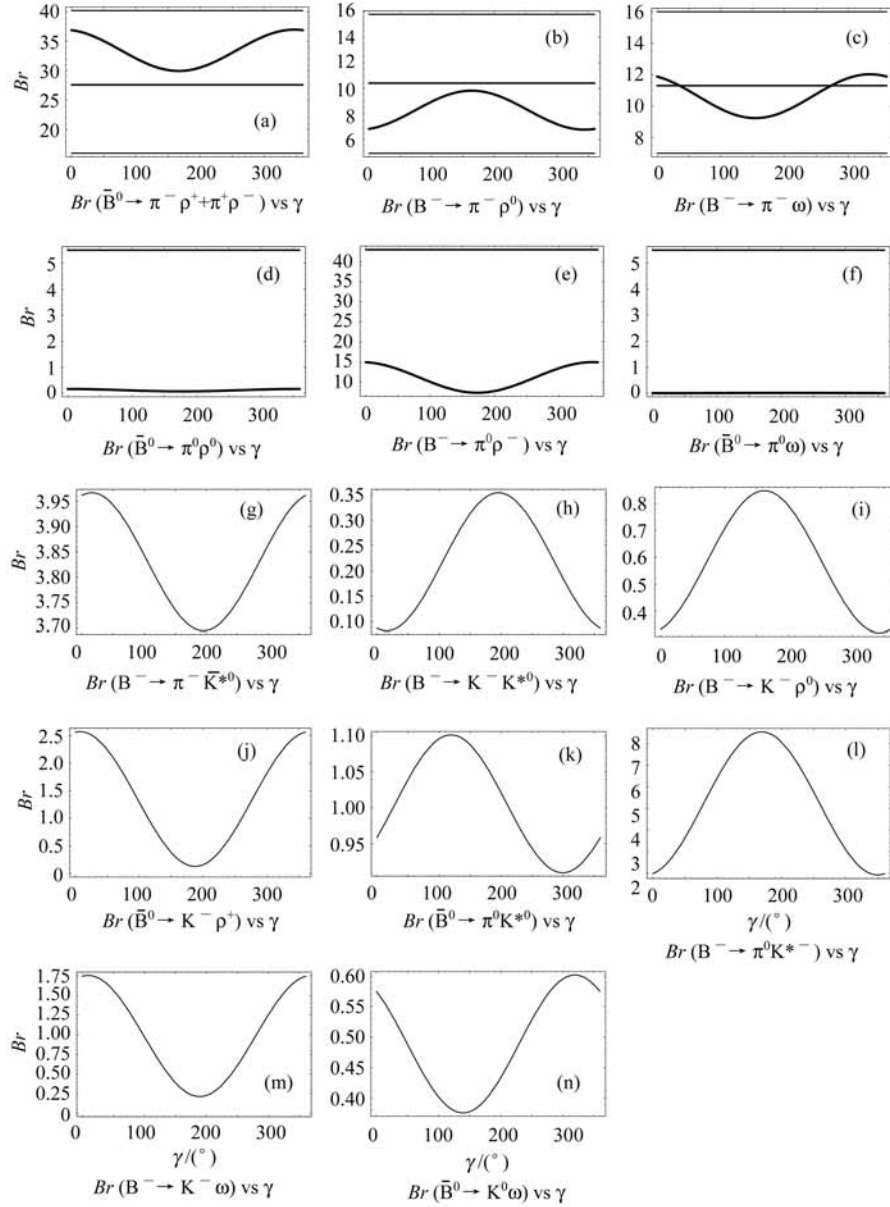 (a)
Br
40
35
30
25
20
0 100 200 300
Br (B̄⁰ → π⁻ ρ⁺+π⁺ρ⁻) vs γ
(b)
16
14
12
10
8
6
0 100 200 300
Br (B⁻ → π⁻ ρ⁰) vs γ
(c)
16
14
12
10
8
0 100 200 300
Br (B⁻ → π⁻ ω) vs γ
(d)
Br
5
4
3
2
1
0
0 100 200 300
Br (B̄⁰ → π⁰ρ⁰) vs γ
(e)
40
35
30
25
20
15
10
0 100 200 300
Br (B⁻ → π⁰ρ⁻) vs γ
(f)
5
4
3
2
1
0
0 100 200 300
Br (B̄⁰ → π⁰ω) vs γ
(g)
Br
3.95
3.90
3.85
3.80
3.75
3.70
0 100 200 300
Br (B⁻ → π⁻ K̄*⁰) vs γ
(h)
0.35
0.30
0.25
0.20
0.15
0.10
0 100 200 300
Br (B⁻ → K⁻ K*⁰) vs γ
(i)
0.8
0.7
0.6
0.5
0.4
0 100 200 300
Br (B⁻ → K⁻ ρ⁰) vs γ
(j)
Br
2.5
2.0
1.5
1.0
0.5
0
0 100 200 300
Br (B̄⁰ → K⁻ ρ⁺) vs γ
(k)
1.10
1.05
1.00
0.95
0 100 200 300
Br (B̄⁰ → π⁰K*⁰) vs γ
(l)
8
7
6
5
4
3
2
0 100 200 300
γ/(°)
Br (B⁻ → π⁰K*⁻) vs γ
(m)
Br
1.75
1.50
1.25
1.00
0.75
0.50
0.25
0
0 100 200 300
γ/(°)
Br (B⁻ → K⁻ ω) vs γ
(n)
0.60
0.55
0.50
0.45
0.40
0 100 200 300
γ/(°)
Br (B̄⁰ → K⁰ω) vs γ